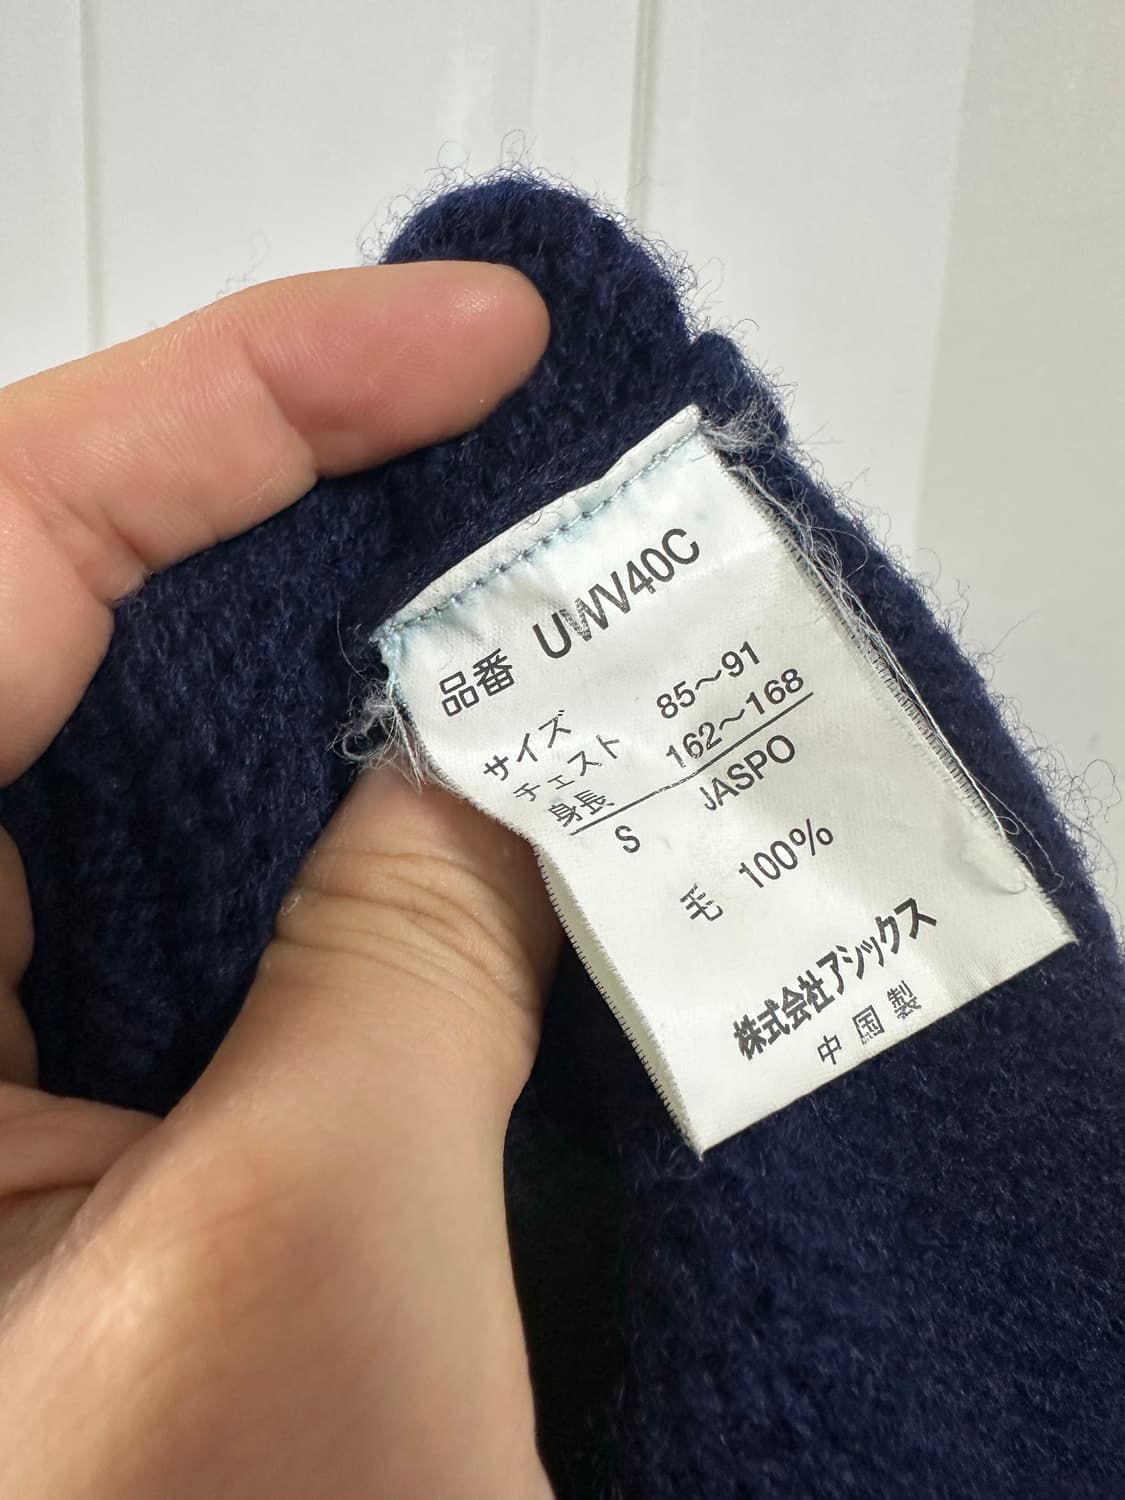 品番 UWV40C
サイズ
チェスト 85～91
身長 162～168
S JASPO
毛 100%
株式会社アシックス
中国製